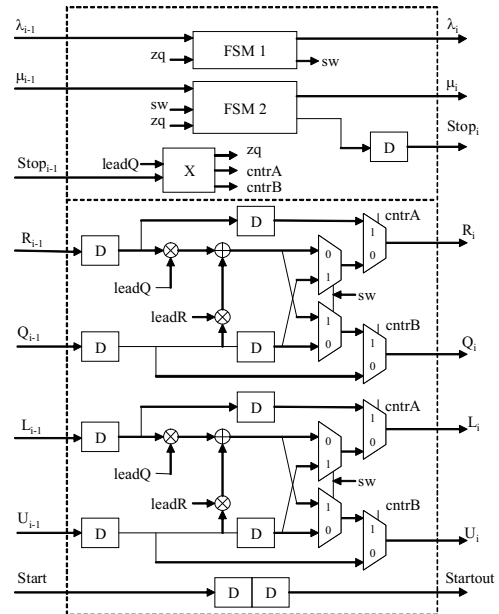 λi-1 FSM 1 λi
zq sw
μi-1 FSM 2 μi
sw
zq
Stopi
D
Stopi-1 leadQ X zq
cntrA
cntrB
D cntrA
Ri-1 D 1 Ri
0 0
leadQ 1
leadR sw
1 cntrB
Qi-1 D D 0 1 Qi
0
D cntrA
Li-1 D 1 Li
0 0
leadQ 1
leadR sw
1 cntrB
Ui-1 D D 0 1 Ui
0
Start D D Startout